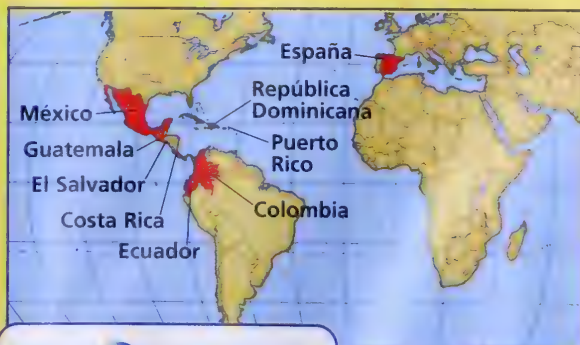 España
República
Dominicana
México
Puerto
Rico
Guatemala
El Salvador
Colombia
Costa Rica
Ecuador